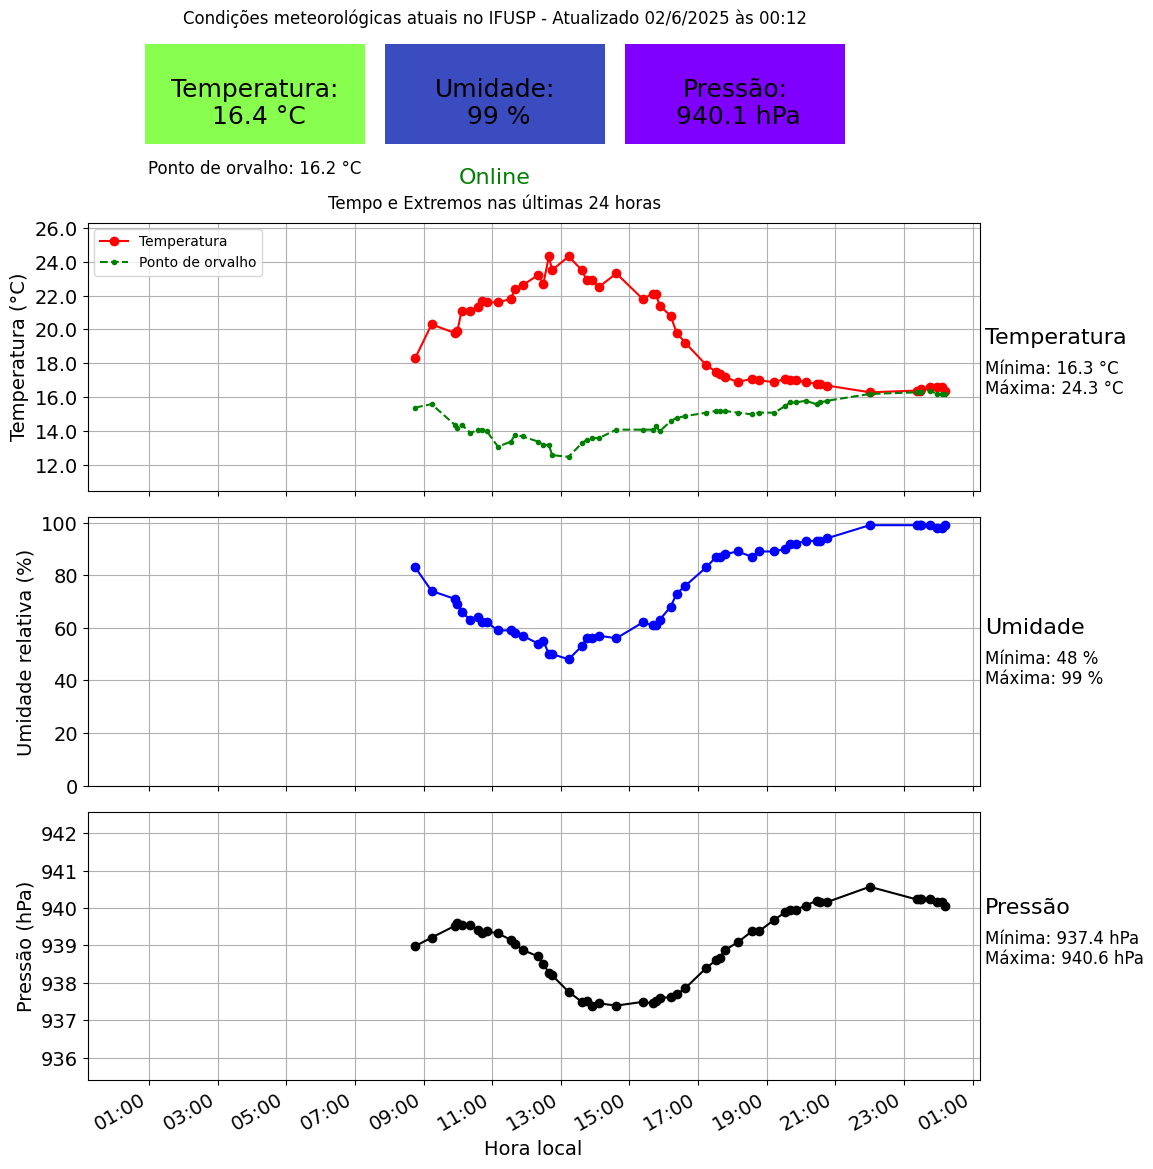 Condições meteorológicas atuais no IFUSP - Atualizado 02/6/2025 às 00:12
Temperatura:
16.4 °C
Umidade:
99 %
Pressão:
940.1 hPa
Ponto de orvalho: 16.2 °C
Online
Tempo e Extremos nas últimas 24 horas
Temperatura (°C)
26.0
24.0
22.0
20.0
18.0
16.0
14.0
12.0
Temperatura
Ponto de orvalho
Temperatura
Mínima: 16.3 °C
Máxima: 24.3 °C
Umidade relativa (%)
100
80
60
40
20
0
Umidade
Mínima: 48 %
Máxima: 99 %
Pressão (hPa)
942
941
940
939
938
937
936
Pressão
Mínima: 937.4 hPa
Máxima: 940.6 hPa
01:00
03:00
05:00
07:00
09:00
11:00
13:00
15:00
17:00
19:00
21:00
23:00
01:00
Hora local